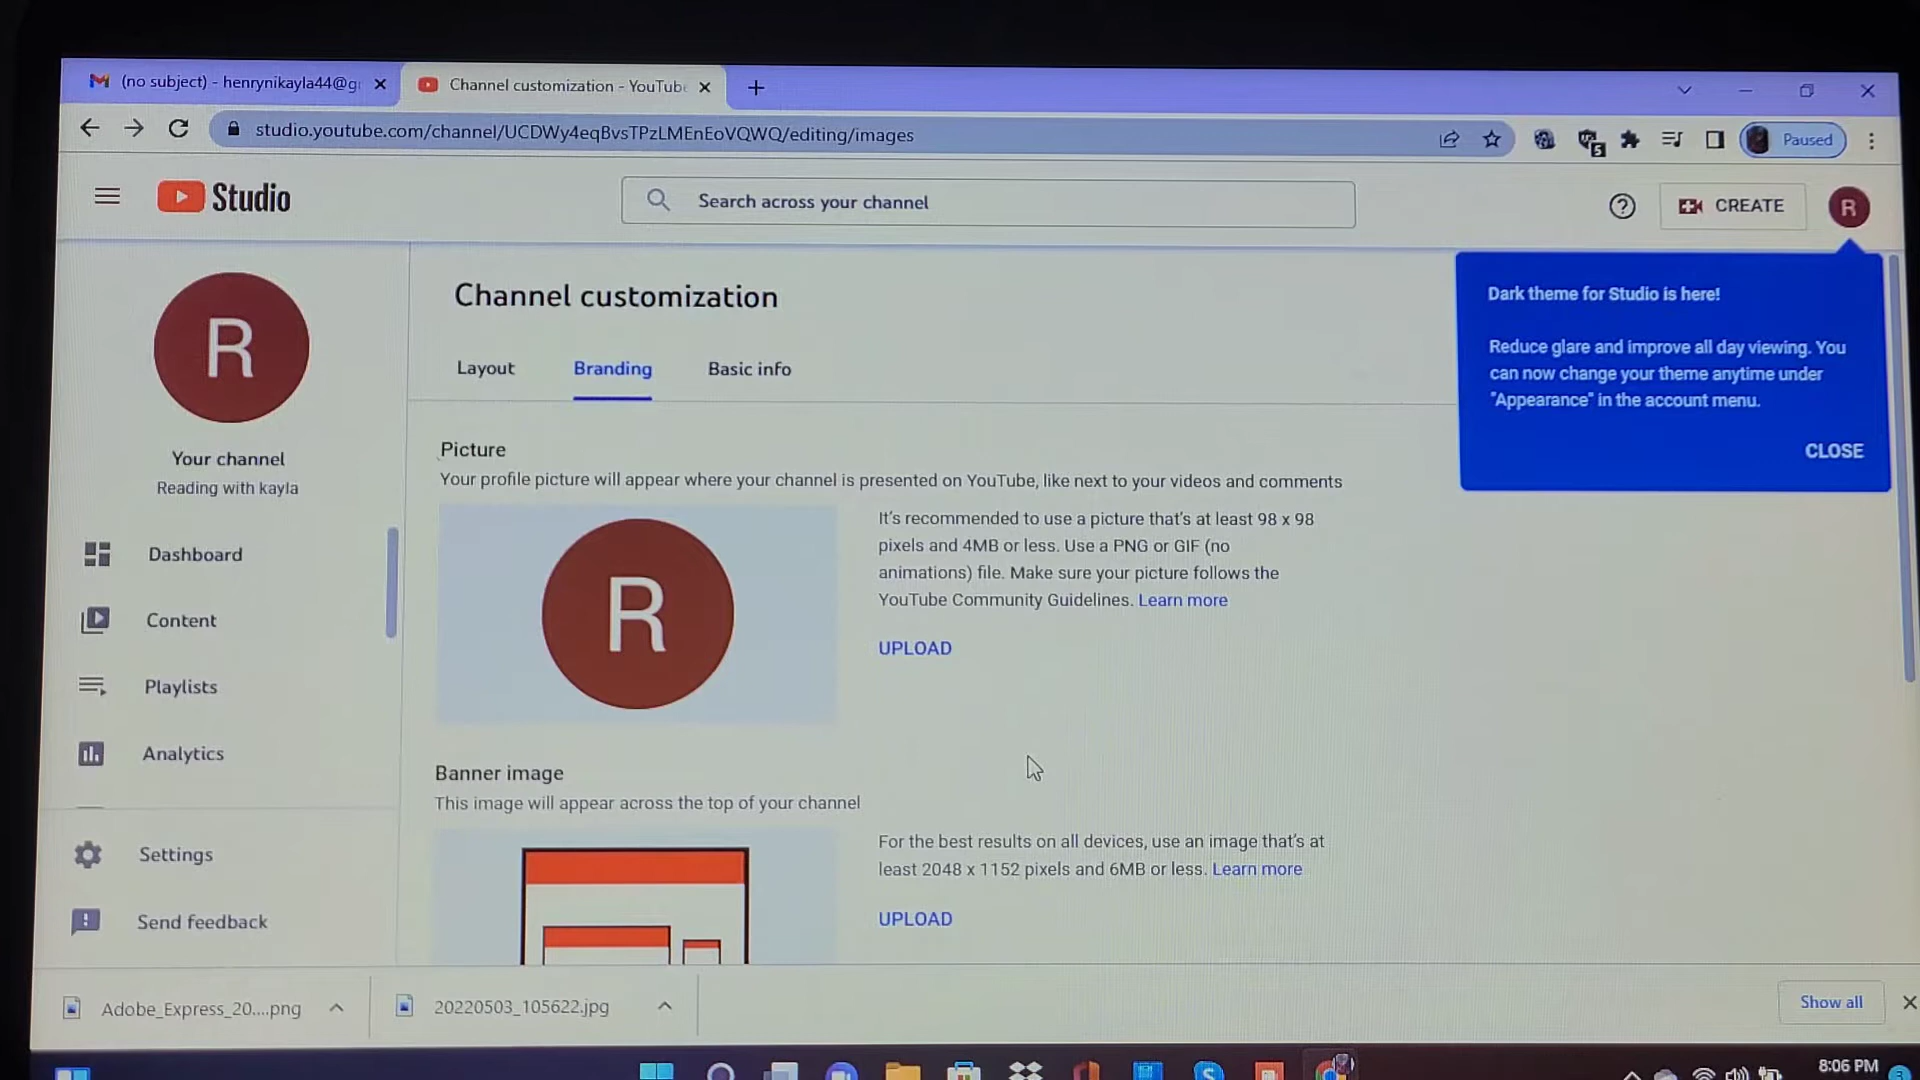 (no subject) - henrynikayla44@g
Channel customization - YouTube
studio.youtube.com/channel/UCDWy4eqBvsTPzLMEnEoVQWQ/editing/images
5
Paused
Studio
Search across your channel
?
CREATE
R
Dark theme for Studio is here!
Reduce glare and improve all day viewing. You
can now change your theme anytime under
"Appearance" in the account menu.
CLOSE
R
Your channel
Reading with kayla
Dashboard
Content
Playlists
Analytics
Settings
Send feedback
Channel customization
Layout
Branding
Basic info
Picture
Your profile picture will appear where your channel is presented on YouTube, like next to your videos and comments
R
It's recommended to use a picture that's at least 98 x 98
pixels and 4MB or less. Use a PNG or GIF (no
animations) file. Make sure your picture follows the
YouTube Community Guidelines. Learn more
UPLOAD
Banner image
This image will appear across the top of your channel
For the best results on all devices, use an image that's at
least 2048 x 1152 pixels and 6MB or less. Learn more
UPLOAD
Adobe_Express_20....png
20220503_105622.jpg
Show all
8:06 PM